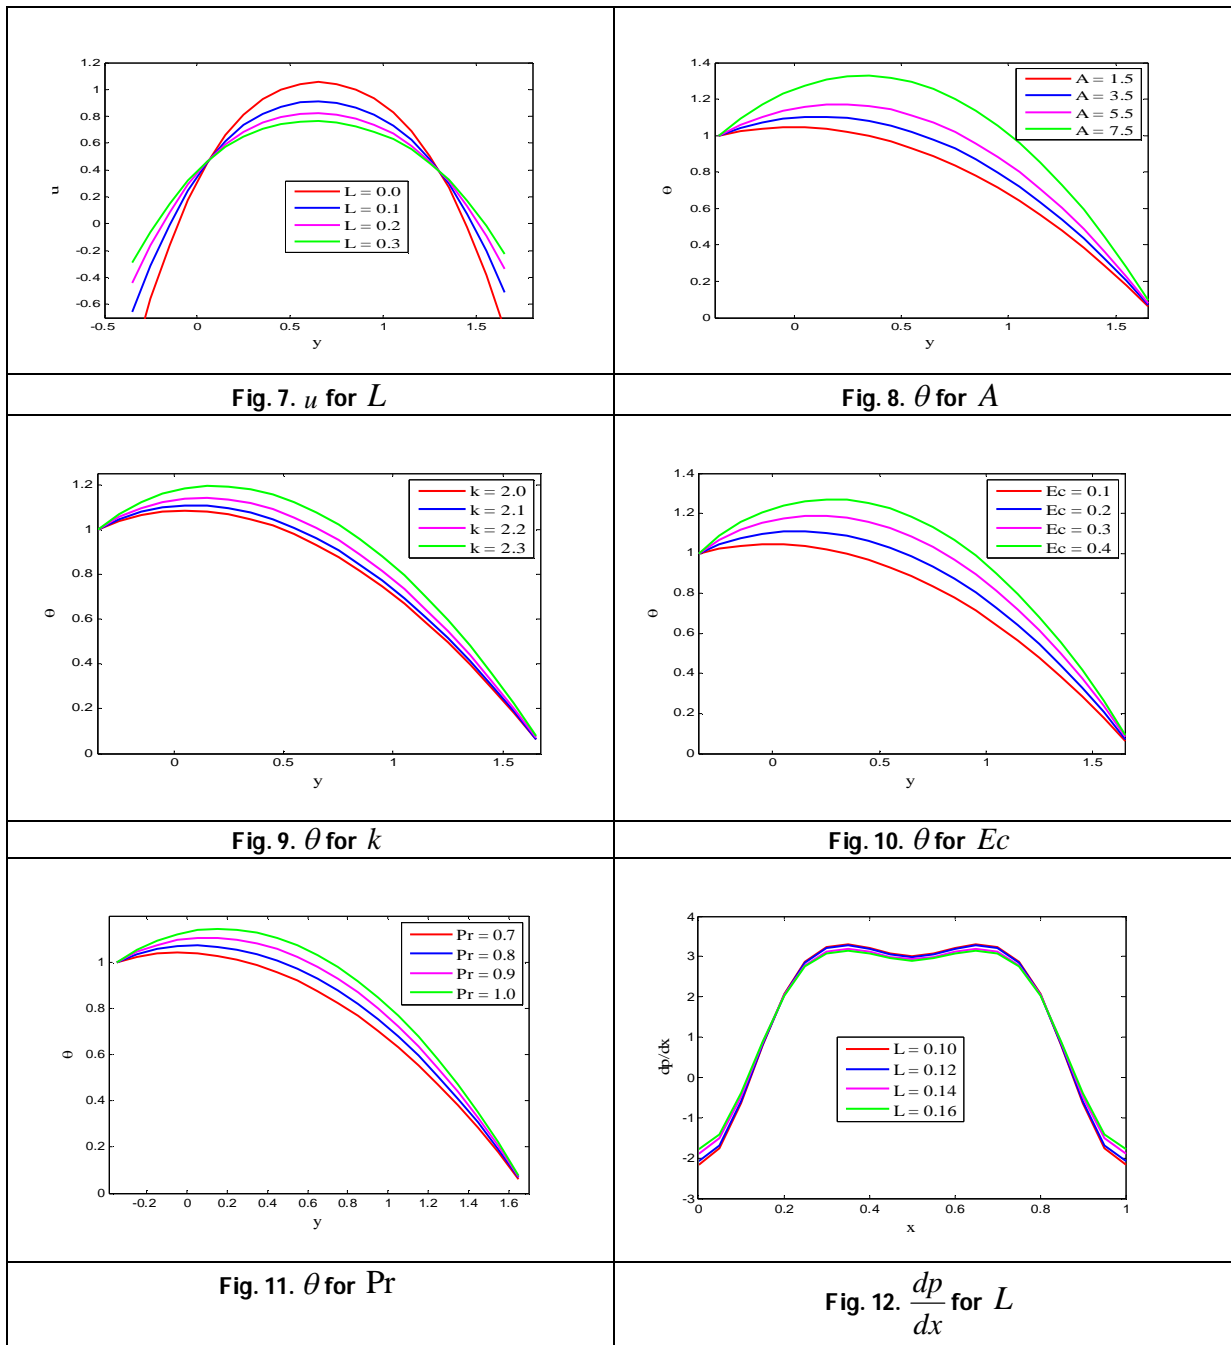 1.2
1
0.8
0.6
0.4
0.2
0
-0.2
-0.4
-0.6
-0.5 0 0.5 1 1.5
y
u
L = 0.0
L = 0.1
L = 0.2
L = 0.3
Fig. 7. u for L
1.4
1.2
1
0.8
0.6
0.4
0.2
0
0 0.5 1 1.5
y
θ
A = 1.5
A = 3.5
A = 5.5
A = 7.5
Fig. 8. θ for A
1.2
1
0.8
0.6
0.4
0.2
0
0 0.5 1 1.5
y
θ
k = 2.0
k = 2.1
k = 2.2
k = 2.3
Fig. 9. θ for k
1.4
1.2
1
0.8
0.6
0.4
0.2
0
0 0.5 1 1.5
y
θ
Ec = 0.1
Ec = 0.2
Ec = 0.3
Ec = 0.4
Fig. 10. θ for Ec
1
0.8
0.6
0.4
0.2
0
-0.2 0 0.2 0.4 0.6 0.8 1 1.2 1.4 1.6
y
θ
Pr = 0.7
Pr = 0.8
Pr = 0.9
Pr = 1.0
Fig. 11. θ for Pr
4
3
2
1
0
-1
-2
-3
0 0.2 0.4 0.6 0.8 1
x
dp/dx
L = 0.10
L = 0.12
L = 0.14
L = 0.16
Fig. 12. dp/dx for L